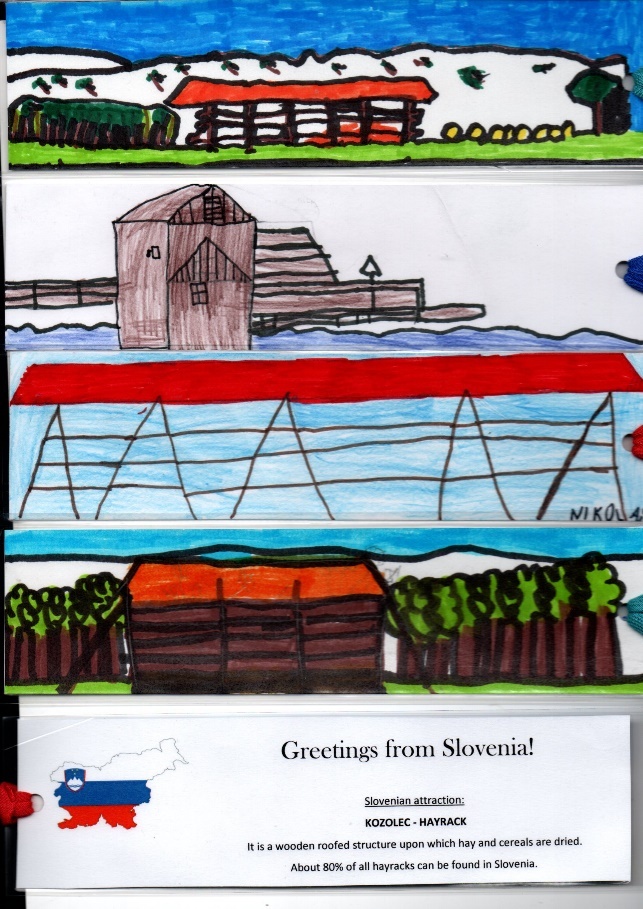 NIKOLA
Greetings from Slovenia!
Slovenian attraction:
KOZOLEC - HAYRACK
It is a wooden roofed structure upon which hay and cereals are dried.
About 80% of all hayracks can be found in Slovenia.